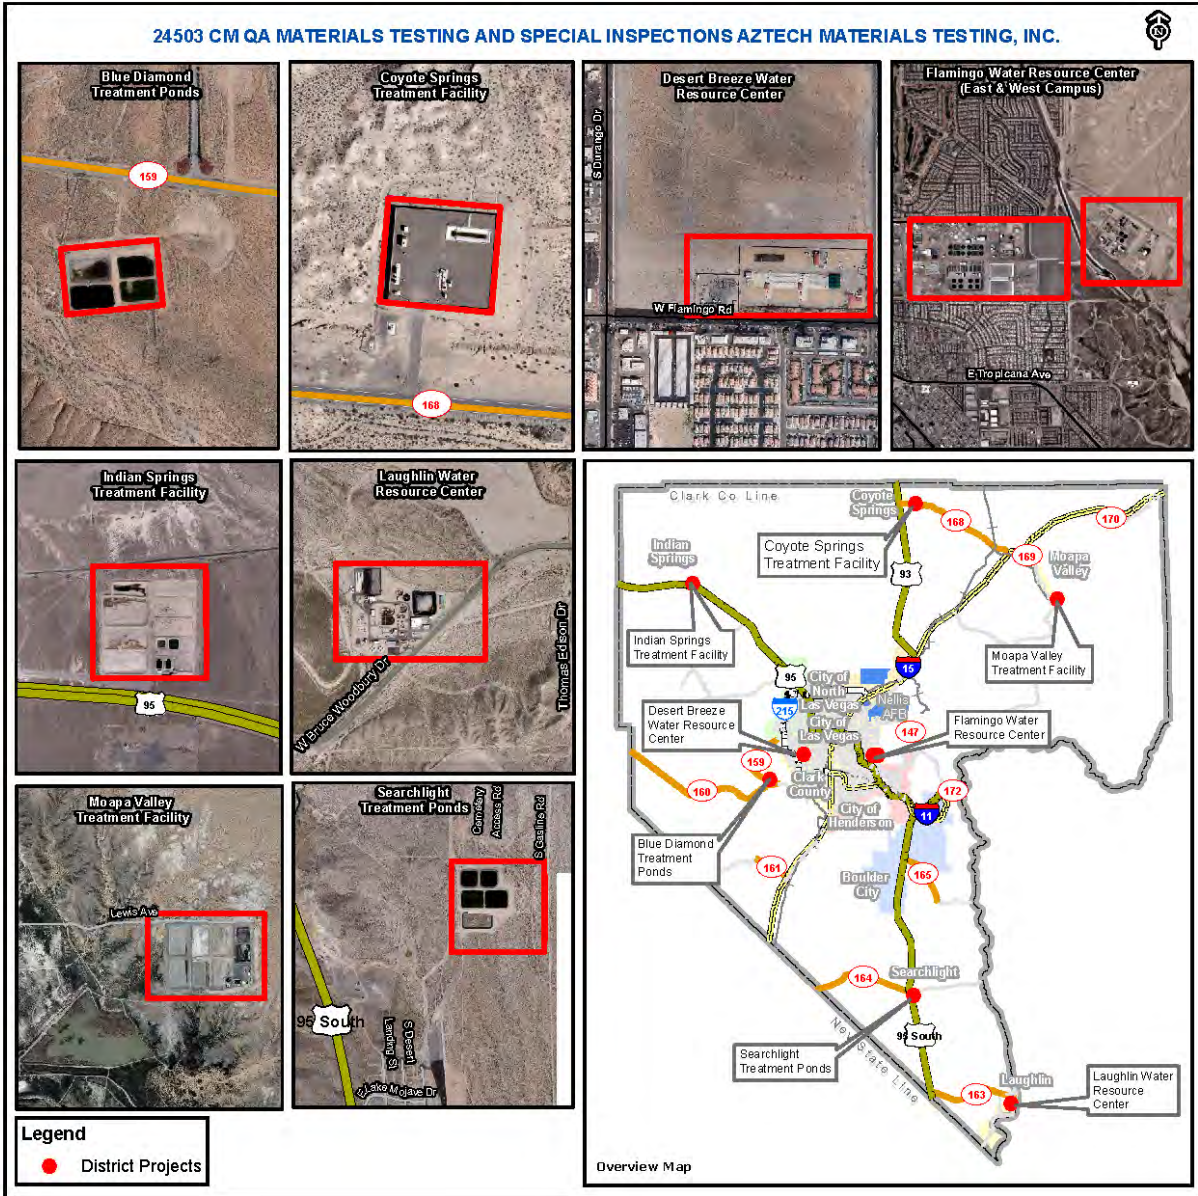 24503 CM QA MATERIALS TESTING AND SPECIAL INSPECTIONS AZTECH MATERIALS TESTING, INC.
Blue Diamond
Treatment Ponds
159
Coyote Springs
Treatment Facility
168
Desert Breeze Water
Resource Center
S Durango Dr
W Flamingo Rd
Flamingo Water Resource Center
(East & West Campus)
E Tropicana Ave
Indian Springs
Treatment Facility
95
Laughlin Water
Resource Center
W Bruce Woodbury Dr
Thomas Edison Dr
Moapa Valley
Treatment Facility
Lewis Ave
Searchlight
Treatment Ponds
Cemetary
Access Rd
S Gasline Rd
95 South
S Desert
Landing St
E Lake Mojave Dr
Clark Co Line
Coyote
Springs
168
170
Indian
Springs
Coyote Springs
Treatment Facility
93
169
Moapa
Valley
Indian Springs
Treatment Facility
Moapa Valley
Treatment Facility
15
95
City of
North
Las Vegas
215
Nellis
AFB
City of
Las Vegas
Desert Breeze
Water Resource
Center
147
Flamingo Water
Resource Center
159
160
Clark
County
172
City of
Henderson
11
Blue Diamond
Treatment
Ponds
161
Boulder
City
165
164
Searchlight
95 South
Nev State Line
Searchlight
Treatment Ponds
163
Laughlin
Laughlin Water
Resource
Center
Overview Map
Legend
District Projects